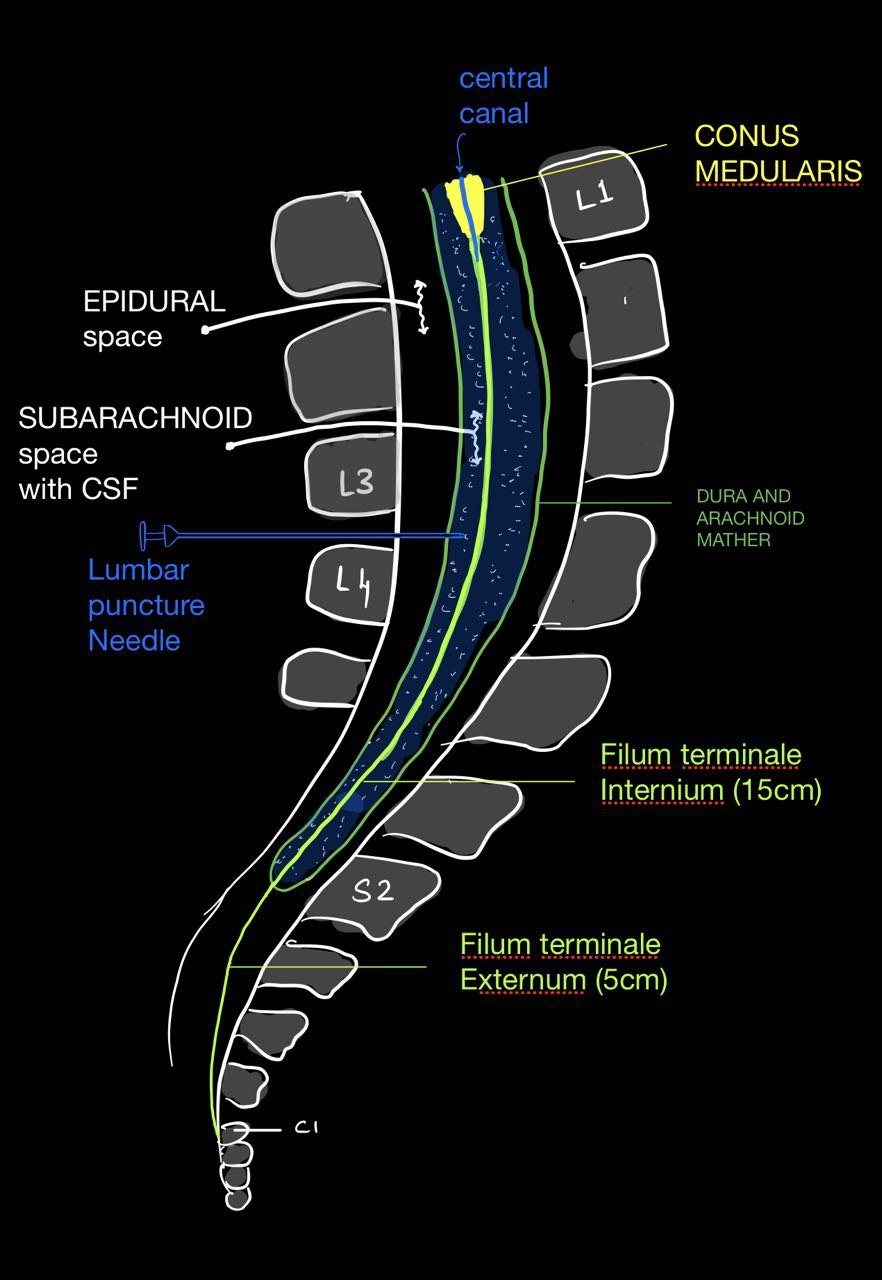 central
canal
CONUS
MEDULARIS
L1
EPIDURAL
space
SUBARACHNOID
space
with CSF
L3
DURA AND
ARACHNOID
MATHER
Lumbar
puncture
Needle
L4
Filum terminale
Internium (15cm)
S2
Filum terminale
Externum (5cm)
C1